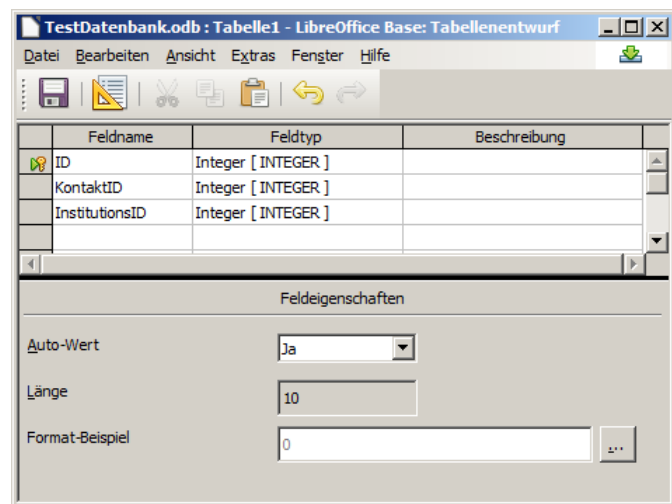 TestDatenbank.odb : Tabelle1 - LibreOffice Base: Tabellenentwurf
Datei Bearbeiten Ansicht Extras Fenster Hilfe
Feldname Feldtyp Beschreibung
ID Integer [ INTEGER ]
KontaktID Integer [ INTEGER ]
InstitutionsID Integer [ INTEGER ]
Feldeigenschaften
Auto-Wert Ja
Länge 10
Format-Beispiel 0 ...